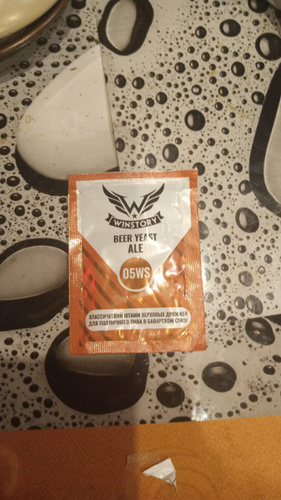 WINSTORY
BEER YEAST
ALE
05WS
КЛАССИЧЕСКИЙ ШТАММ ВЕРХОВЫХ ДРОЖЖЕЙ
ДЛЯ ПШЕНИЧНОГО ПИВА В БАВАРСКОМ СТИЛЕ